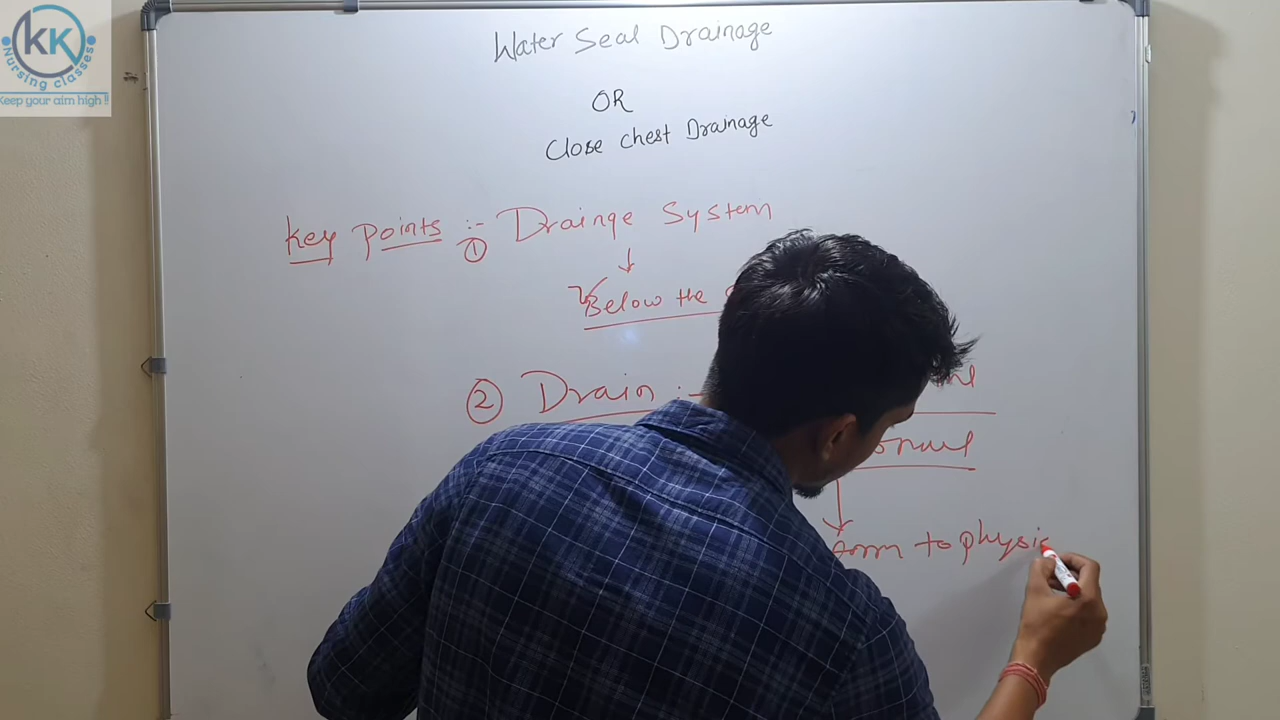 KK
Nursing classes
Keep your aim high !!
Water Seal Drainage
OR
Close Chest Drainage
Key points :- ① Drainge System
↓
Below the
② Drain :-
↓
to physic